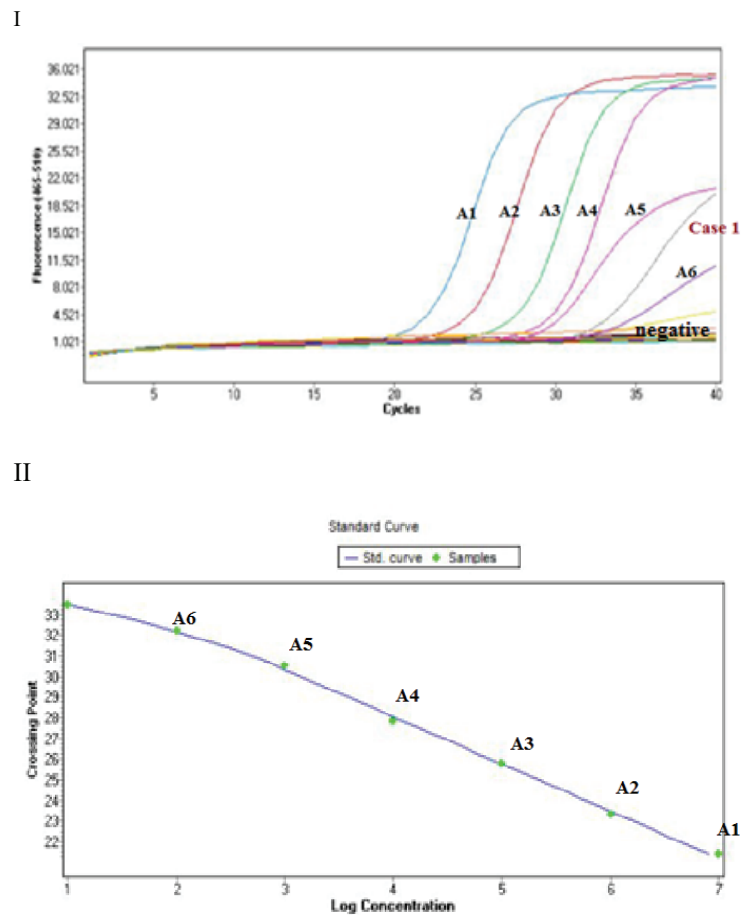 I
36.021
32.521
29.021
25.521
22.021
18.521
15.021
11.521
8.021
4.521
1.021
Fluorescence (465-510)
A1
A2
A3
A4
A5
Case 1
A6
negative
5
10
15
20
25
30
35
40
Cycles
II
Standard Curve
Std. curve
Samples
33
32
31
30
29
28
27
26
25
24
23
22
Crossing Point
A6
A5
A4
A3
A2
A1
1
2
3
4
5
6
7
Log Concentration